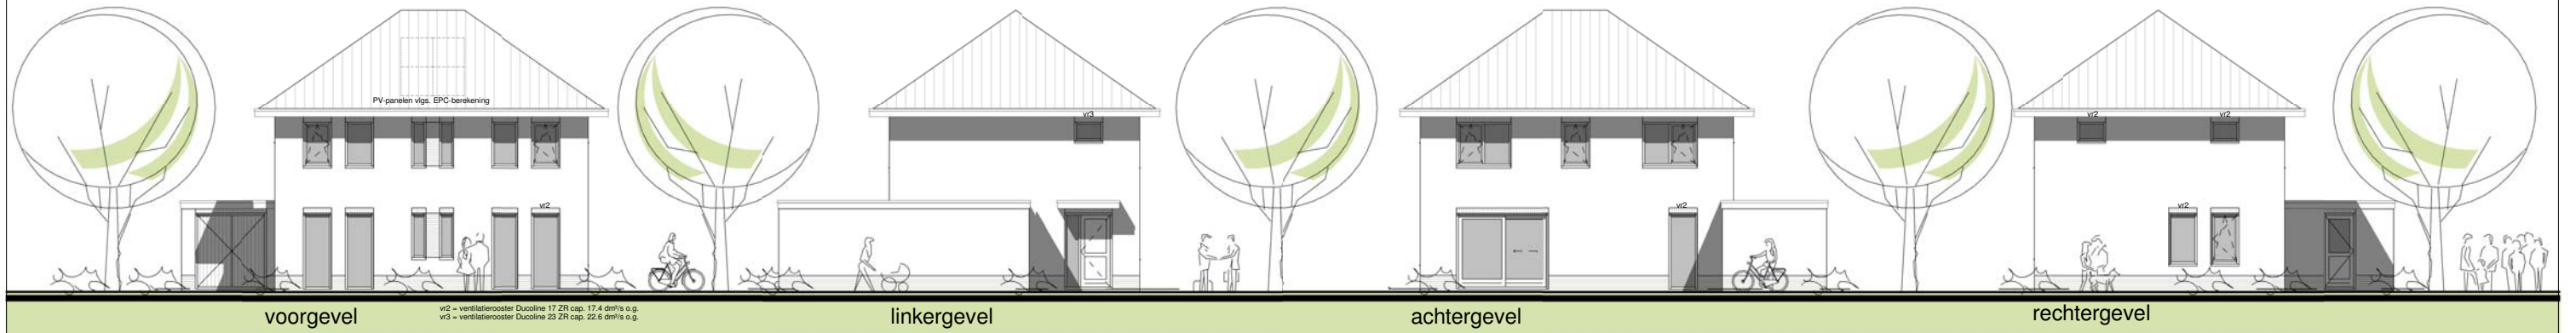 PV-panelen vlgs. EPC-berekening
vr3
vr2
vr2
vr2
vr2
vr2
voorgevel
vr2 = ventilatierooster Ducoline 17 ZR cap. 17.4 dm³/s o.g.
vr3 = ventilatierooster Ducoline 23 ZR cap. 22.6 dm³/s o.g.
linkergevel
achtergevel
rechtergevel